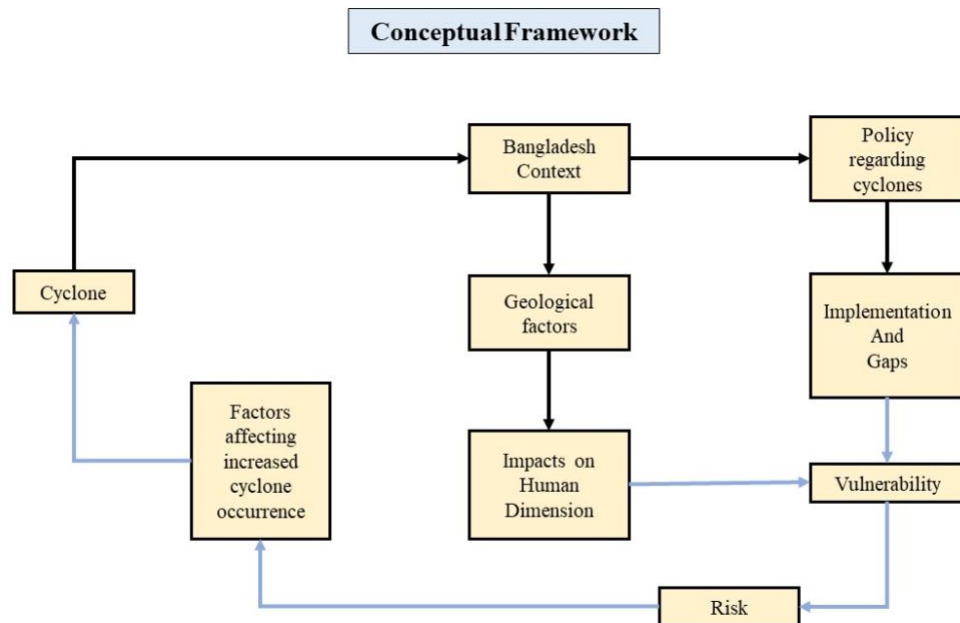 Conceptual Framework
Bangladesh
Context
Policy
regarding
cyclones
Cyclone
Geological
factors
Implementation
And
Gaps
Factors
affecting
increased
cyclone
occurrence
Impacts on
Human
Dimension
Vulnerability
Risk